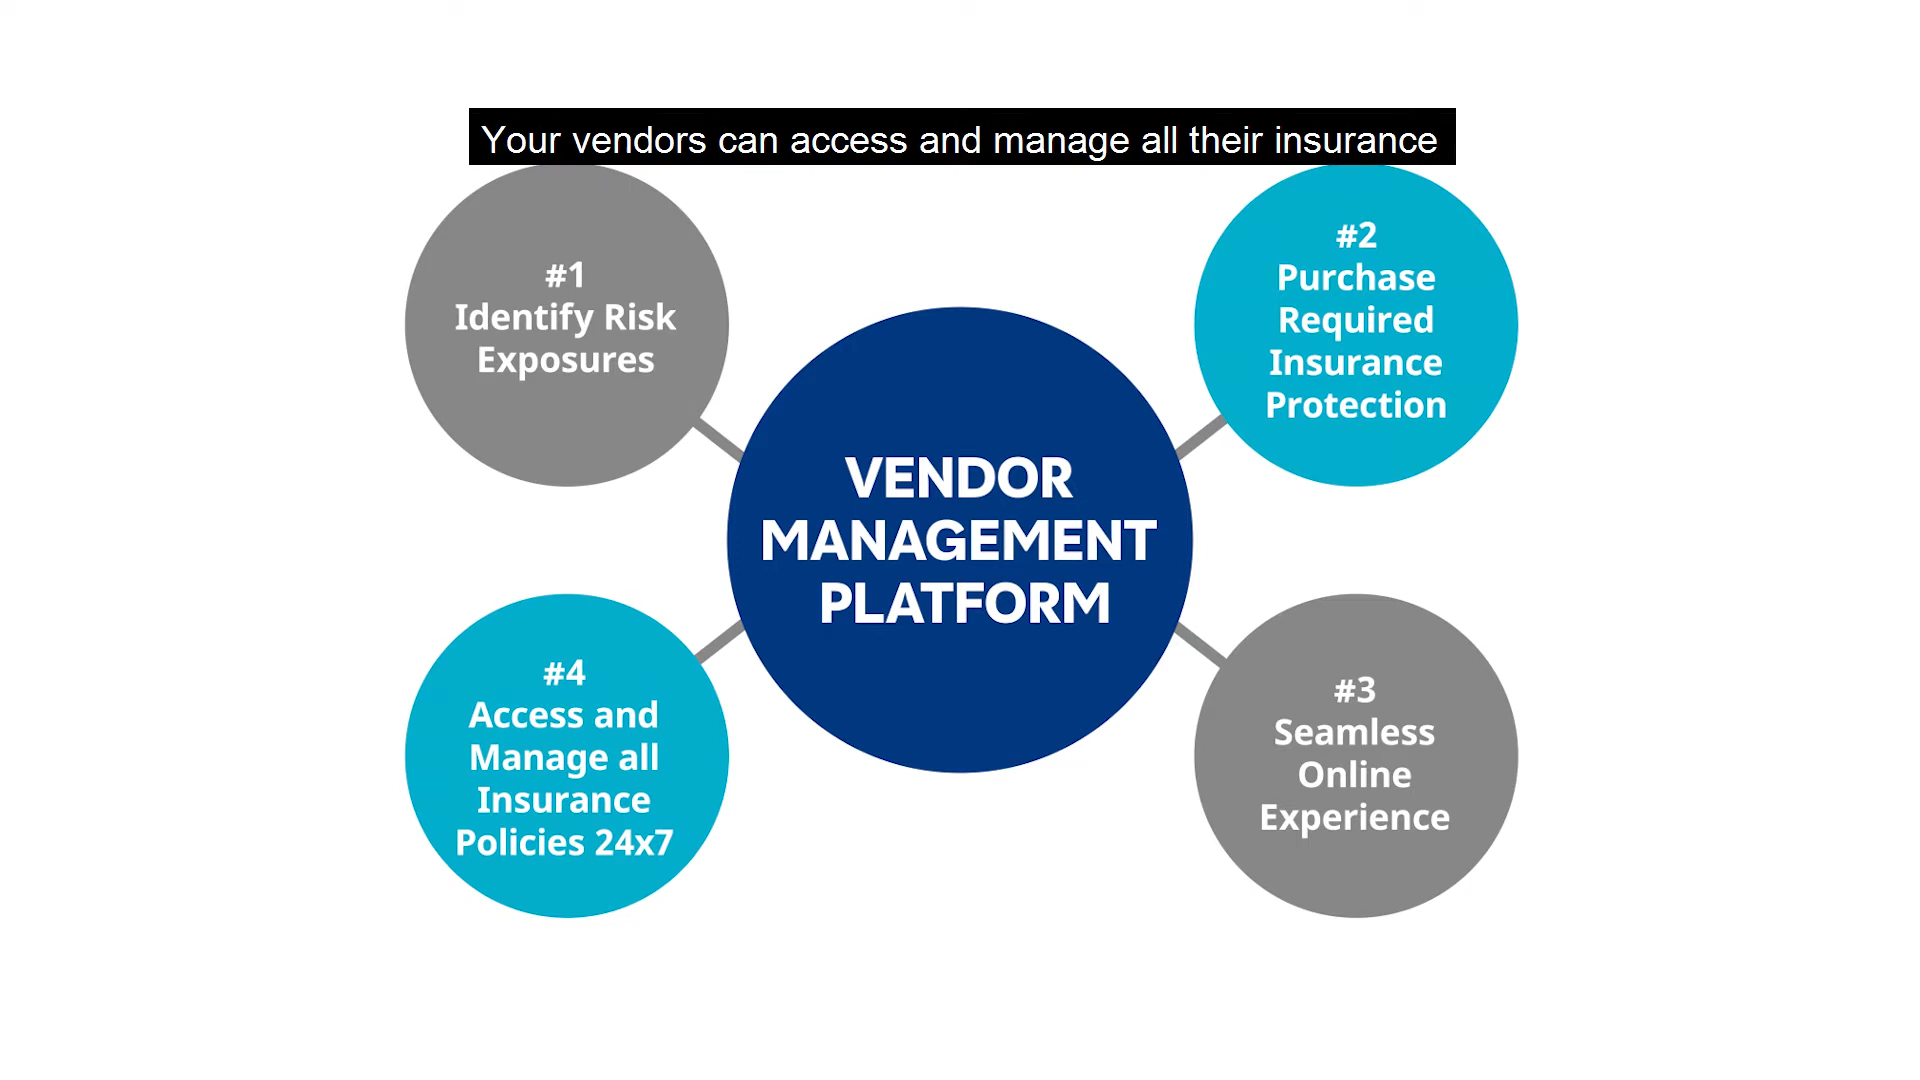 Your vendors can access and manage all their insurance
#1
Identify Risk
Exposures
#2
Purchase
Required
Insurance
Protection
VENDOR
MANAGEMENT
PLATFORM
#4
Access and
Manage all
Insurance
Policies 24x7
#3
Seamless
Online
Experience